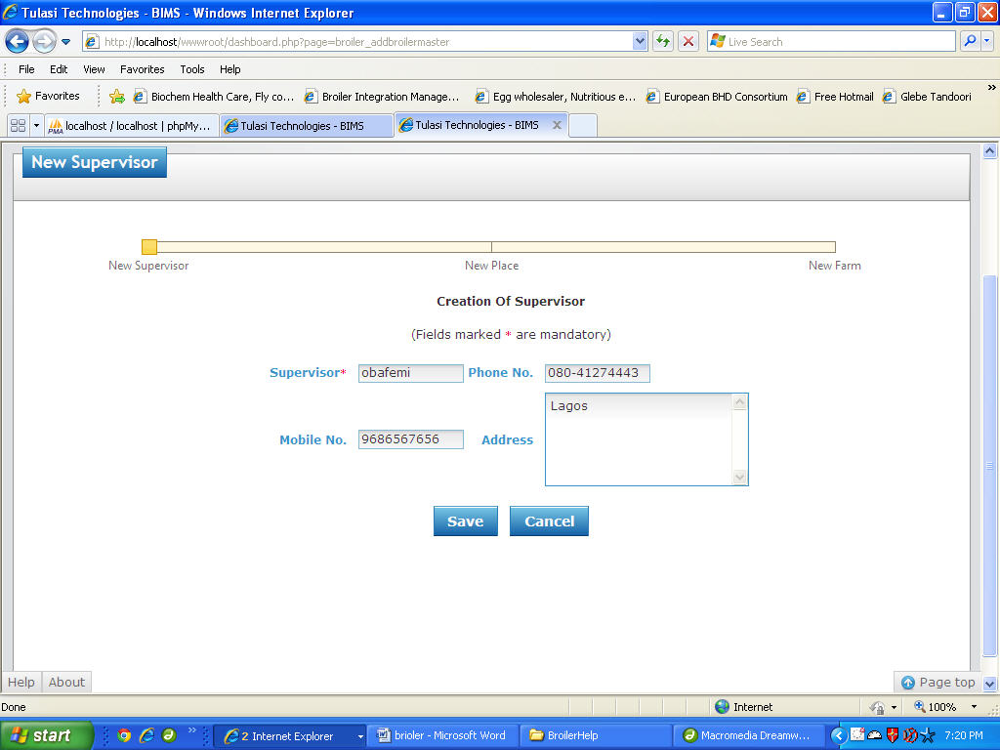 Tulasi Technologies - BIMS - Windows Internet Explorer
http://localhost/wwwroot/dashboard.php?page=broiler_addbroilermaster
Live Search
File Edit View Favorites Tools Help
Favorites Biochem Health Care, Fly co... Broiler Integration Manage... Egg wholesaler, Nutritious e... European BHD Consortium Free Hotmail Glebe Tandoori
localhost / localhost | phpMy... Tulasi Technologies - BIMS Tulasi Technologies - BIMS
New Supervisor
New Supervisor New Place New Farm
Creation Of Supervisor
(Fields marked * are mandatory)
Supervisor* obafemi Phone No. 080-41274443
Mobile No. 9686567656 Address Lagos
Save Cancel
Help About Page top
Done Internet 100%
start 2 Internet Explorer brioler - Microsoft Word BroilerHelp Macromedia Dreamw... 7:20 PM